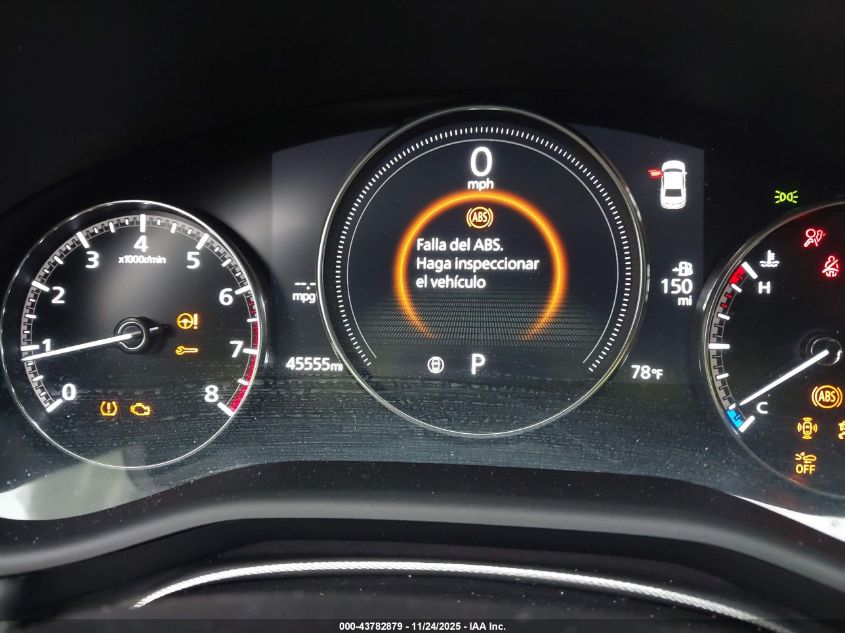 0
mph
ABS
Falla del ABS.
Haga inspeccionar
el vehículo
P
--.-
mpg
45555mi
150
mi
78°F
0
1
2
3
4
5
6
7
8
x1000r/min
H
C
ABS
OFF
000-43782879 - 11/24/2025 - IAA Inc.